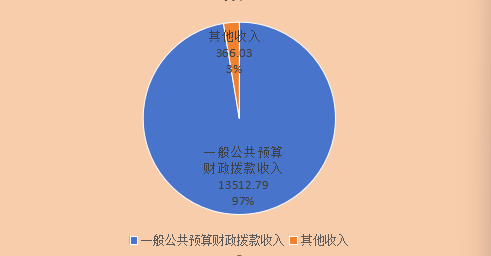 其他收入
366.03
3%
一般公共预算
财政拨款收入
13512.79
97%
一般公共预算财政拨款收入 其他收入